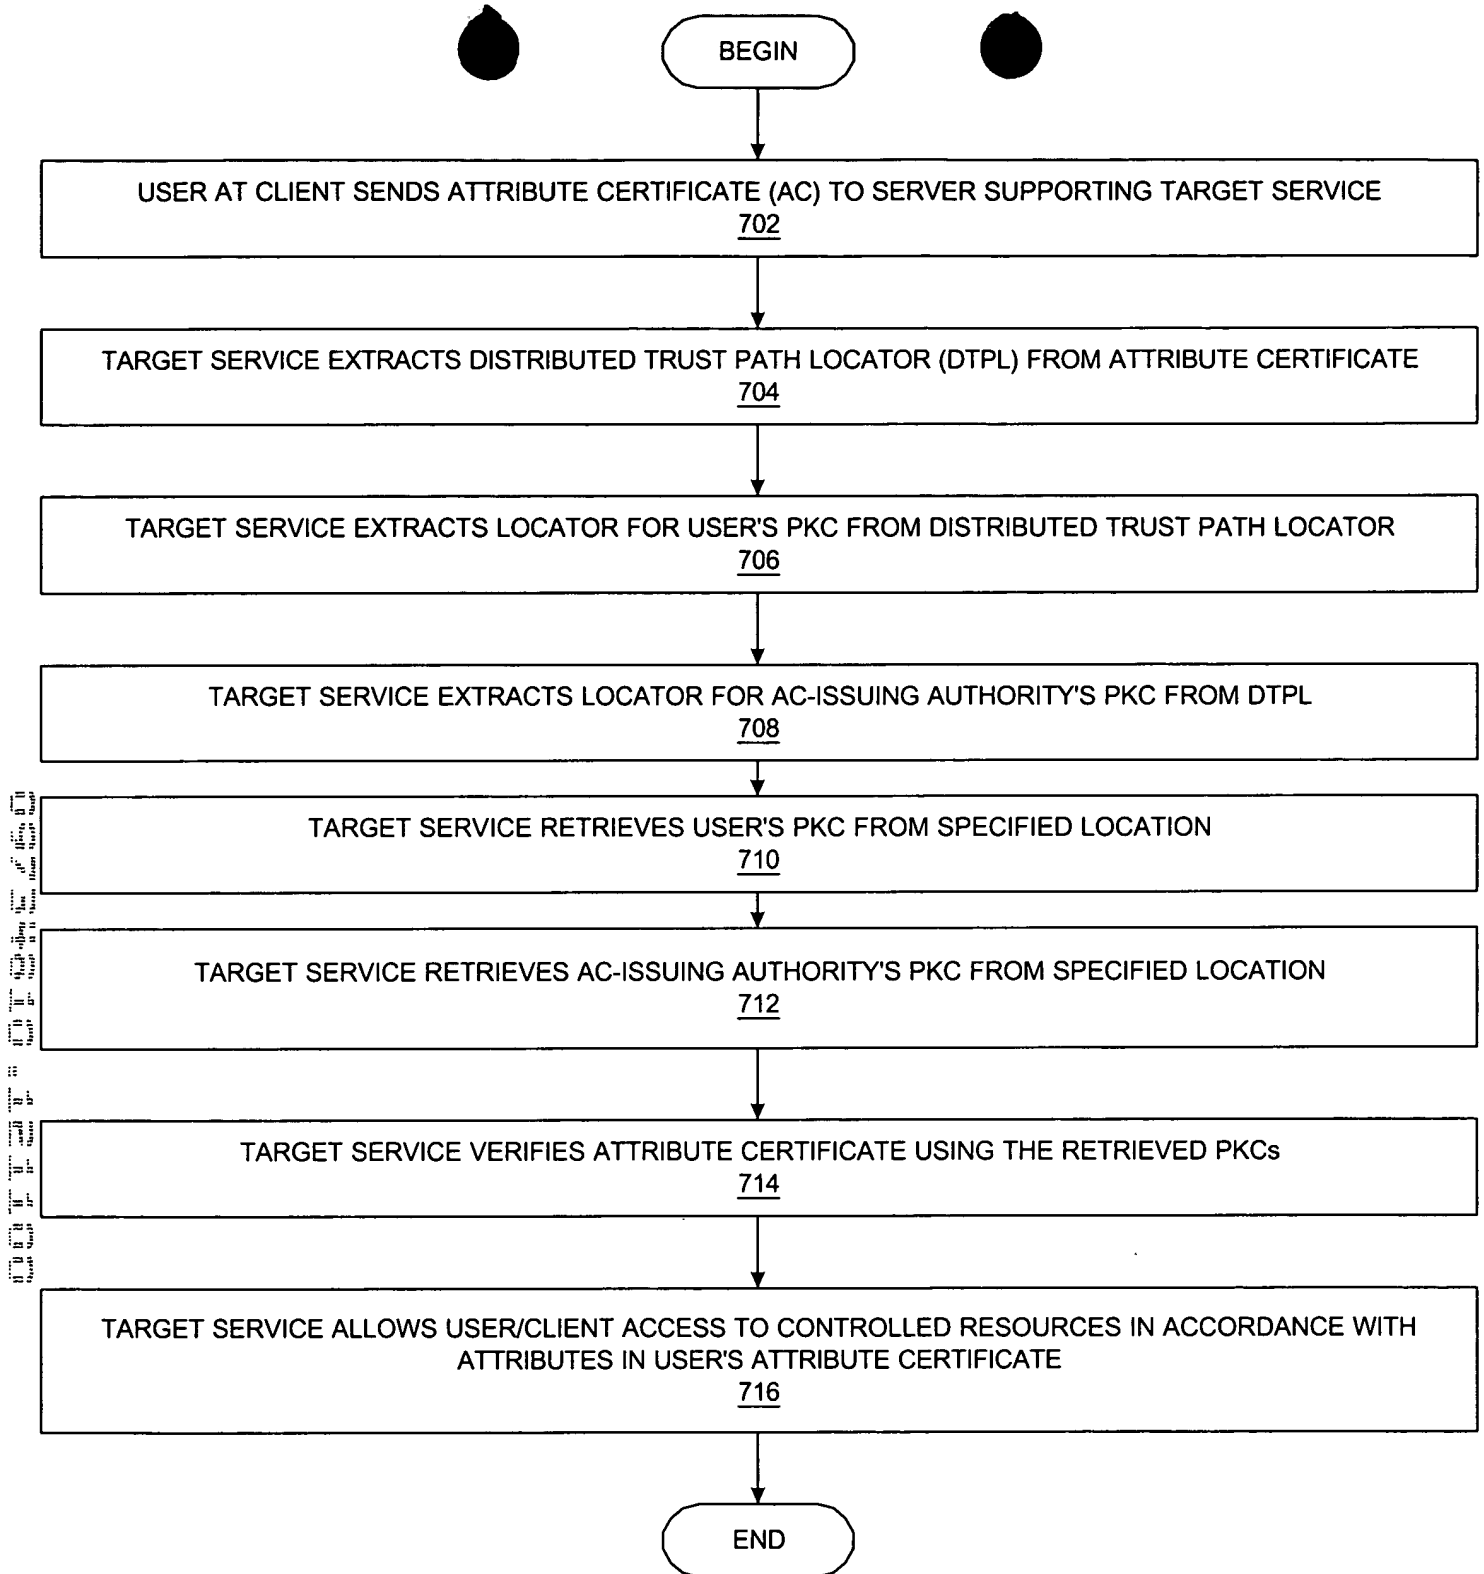 BEGIN
USER AT CLIENT SENDS ATTRIBUTE CERTIFICATE (AC) TO SERVER SUPPORTING TARGET SERVICE
702
TARGET SERVICE EXTRACTS DISTRIBUTED TRUST PATH LOCATOR (DTPL) FROM ATTRIBUTE CERTIFICATE
704
TARGET SERVICE EXTRACTS LOCATOR FOR USER'S PKC FROM DISTRIBUTED TRUST PATH LOCATOR
706
TARGET SERVICE EXTRACTS LOCATOR FOR AC-ISSUING AUTHORITY'S PKC FROM DTPL
708
TARGET SERVICE RETRIEVES USER'S PKC FROM SPECIFIED LOCATION
710
TARGET SERVICE RETRIEVES AC-ISSUING AUTHORITY'S PKC FROM SPECIFIED LOCATION
712
TARGET SERVICE VERIFIES ATTRIBUTE CERTIFICATE USING THE RETRIEVED PKCs
714
TARGET SERVICE ALLOWS USER/CLIENT ACCESS TO CONTROLLED RESOURCES IN ACCORDANCE WITH
ATTRIBUTES IN USER'S ATTRIBUTE CERTIFICATE
716
END